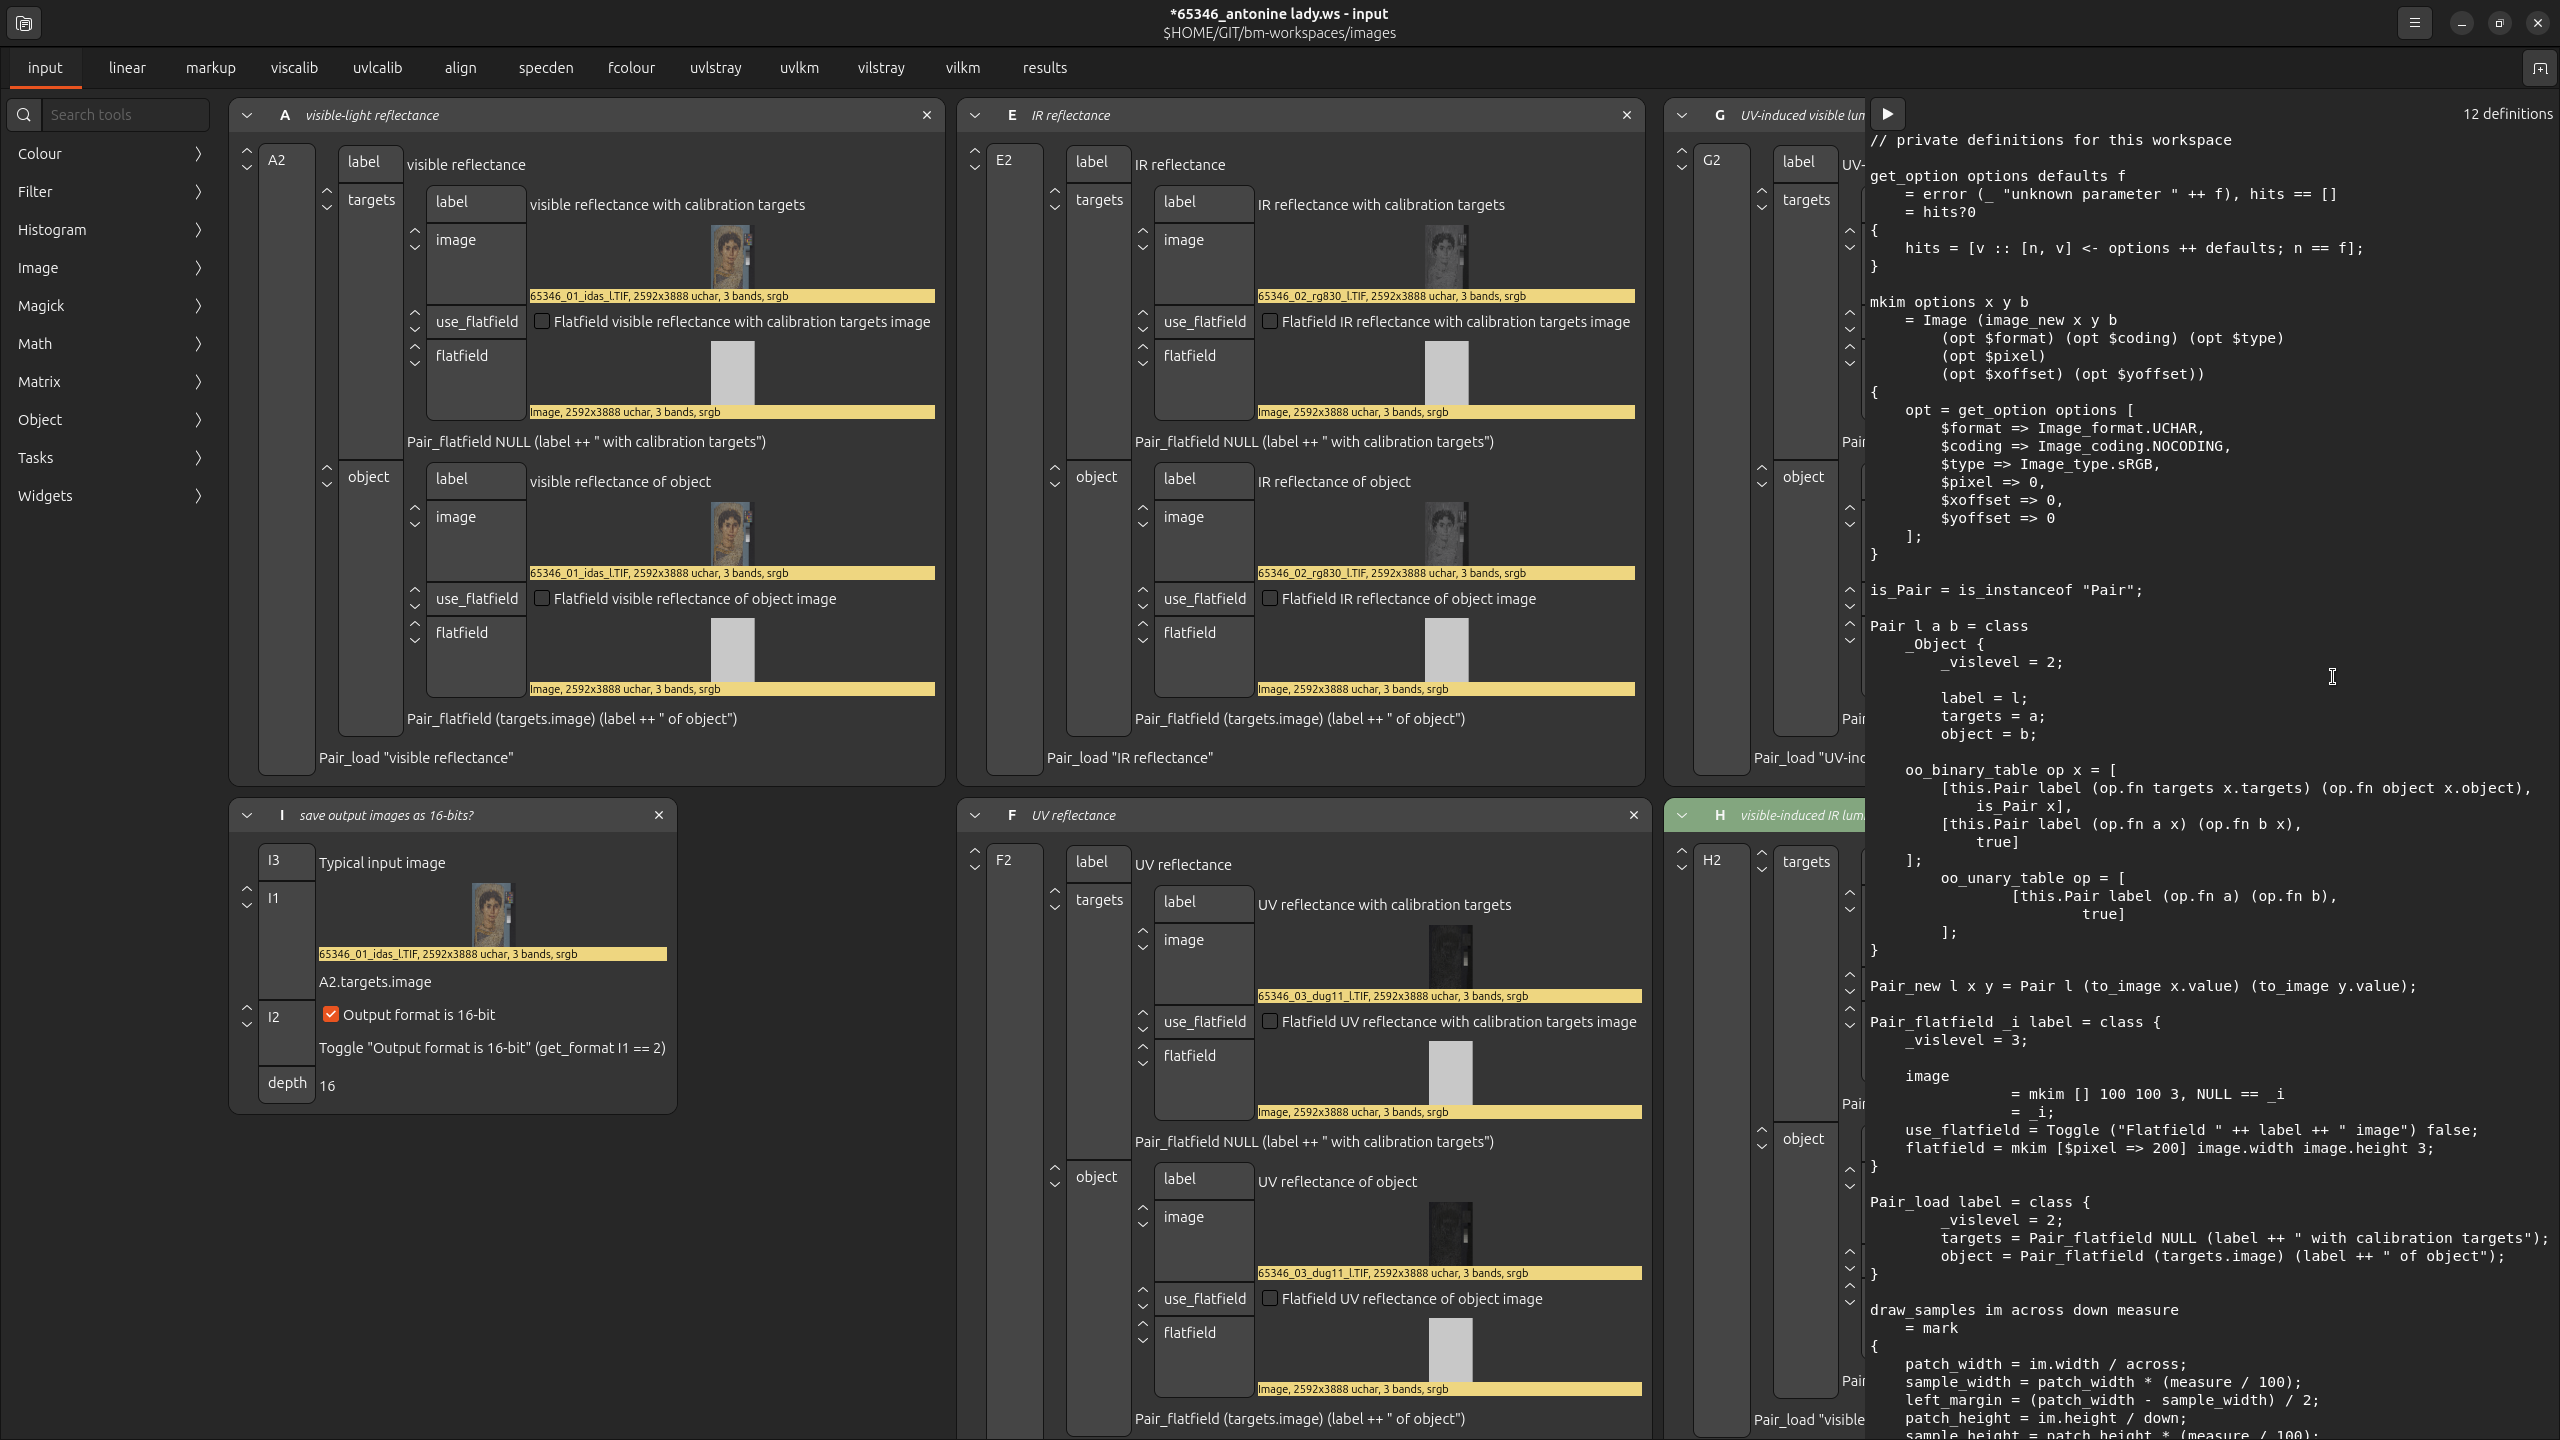 *65346_antonine lady.ws - input
$HOME/GIT/bm-workspaces/images
input linear markup viscalib uvlcalib align specden fcolour uvlstray uvlkm vilstray vilkm results
Search tools
Colour
Filter
Histogram
Image
Magick
Math
Matrix
Object
Tasks
Widgets
A visible-light reflectance
A2
label visible reflectance
targets
label visible reflectance with calibration targets
image
65346_01_idas_l.TIF, 2592x3888 uchar, 3 bands, srgb
use_flatfield Flatfield visible reflectance with calibration targets image
flatfield
Image, 2592x3888 uchar, 3 bands, srgb
Pair_flatfield NULL (label ++ " with calibration targets")
object
label visible reflectance of object
image
65346_01_idas_l.TIF, 2592x3888 uchar, 3 bands, srgb
use_flatfield Flatfield visible reflectance of object image
flatfield
Image, 2592x3888 uchar, 3 bands, srgb
Pair_flatfield (targets.image) (label ++ " of object")
Pair_load "visible reflectance"
I save output images as 16-bits?
I3 Typical input image
I1
65346_01_idas_l.TIF, 2592x3888 uchar, 3 bands, srgb
A2.targets.image
I2 Output format is 16-bit
Toggle "Output format is 16-bit" (get_format I1 == 2)
depth 16
E IR reflectance
E2
label IR reflectance
targets
label IR reflectance with calibration targets
image
65346_02_rg830_l.TIF, 2592x3888 uchar, 3 bands, srgb
use_flatfield Flatfield IR reflectance with calibration targets image
flatfield
Image, 2592x3888 uchar, 3 bands, srgb
Pair_flatfield NULL (label ++ " with calibration targets")
object
label IR reflectance of object
image
65346_02_rg830_l.TIF, 2592x3888 uchar, 3 bands, srgb
use_flatfield Flatfield IR reflectance of object image
flatfield
Image, 2592x3888 uchar, 3 bands, srgb
Pair_flatfield (targets.image) (label ++ " of object")
Pair_load "IR reflectance"
F UV reflectance
F2
label UV reflectance
targets
label UV reflectance with calibration targets
image
65346_03_dug11_l.TIF, 2592x3888 uchar, 3 bands, srgb
use_flatfield Flatfield UV reflectance with calibration targets image
flatfield
Image, 2592x3888 uchar, 3 bands, srgb
Pair_flatfield NULL (label ++ " with calibration targets")
object
label UV reflectance of object
image
65346_03_dug11_l.TIF, 2592x3888 uchar, 3 bands, srgb
use_flatfield Flatfield UV reflectance of object image
flatfield
Image, 2592x3888 uchar, 3 bands, srgb
Pair_flatfield (targets.image) (label ++ " of object")
G UV-induced visible lum
G2
label UV-
targets
Pair
object
Pair
Pair_load "UV-ind
H visible-induced IR lum
H2
targets
Pair
object
Pair
Pair_load "visible
12 definitions
// private definitions for this workspace
get_option options defaults f
= error (_ "unknown parameter " ++ f), hits == []
= hits?0
{
hits = [v :: [n, v] <- options ++ defaults; n == f];
}
mkim options x y b
= Image (image_new x y b
(opt $format) (opt $coding) (opt $type)
(opt $pixel)
(opt $xoffset) (opt $yoffset))
{
opt = get_option options [
$format => Image_format.UCHAR,
$coding => Image_coding.NOCODING,
$type => Image_type.sRGB,
$pixel => 0,
$xoffset => 0,
$yoffset => 0
];
}
is_Pair = is_instanceof "Pair";
Pair l a b = class
_Object {
_vislevel = 2;
label = l;
targets = a;
object = b;
oo_binary_table op x = [
[this.Pair label (op.fn targets x.targets) (op.fn object x.object),
is_Pair x],
[this.Pair label (op.fn a x) (op.fn b x),
true]
];
oo_unary_table op = [
[this.Pair label (op.fn a) (op.fn b),
true]
];
}
Pair_new l x y = Pair l (to_image x.value) (to_image y.value);
Pair_flatfield _i label = class {
_vislevel = 3;
image
= mkim [] 100 100 3, NULL == _i
= _i;
use_flatfield = Toggle ("Flatfield " ++ label ++ " image") false;
flatfield = mkim [$pixel => 200] image.width image.height 3;
}
Pair_load label = class {
_vislevel = 2;
targets = Pair_flatfield NULL (label ++ " with calibration targets");
object = Pair_flatfield (targets.image) (label ++ " of object");
}
draw_samples im across down measure
= mark
{
patch_width = im.width / across;
sample_width = patch_width * (measure / 100);
left_margin = (patch_width - sample_width) / 2;
patch_height = im.height / down;
sample_height = patch_height * (measure / 100);